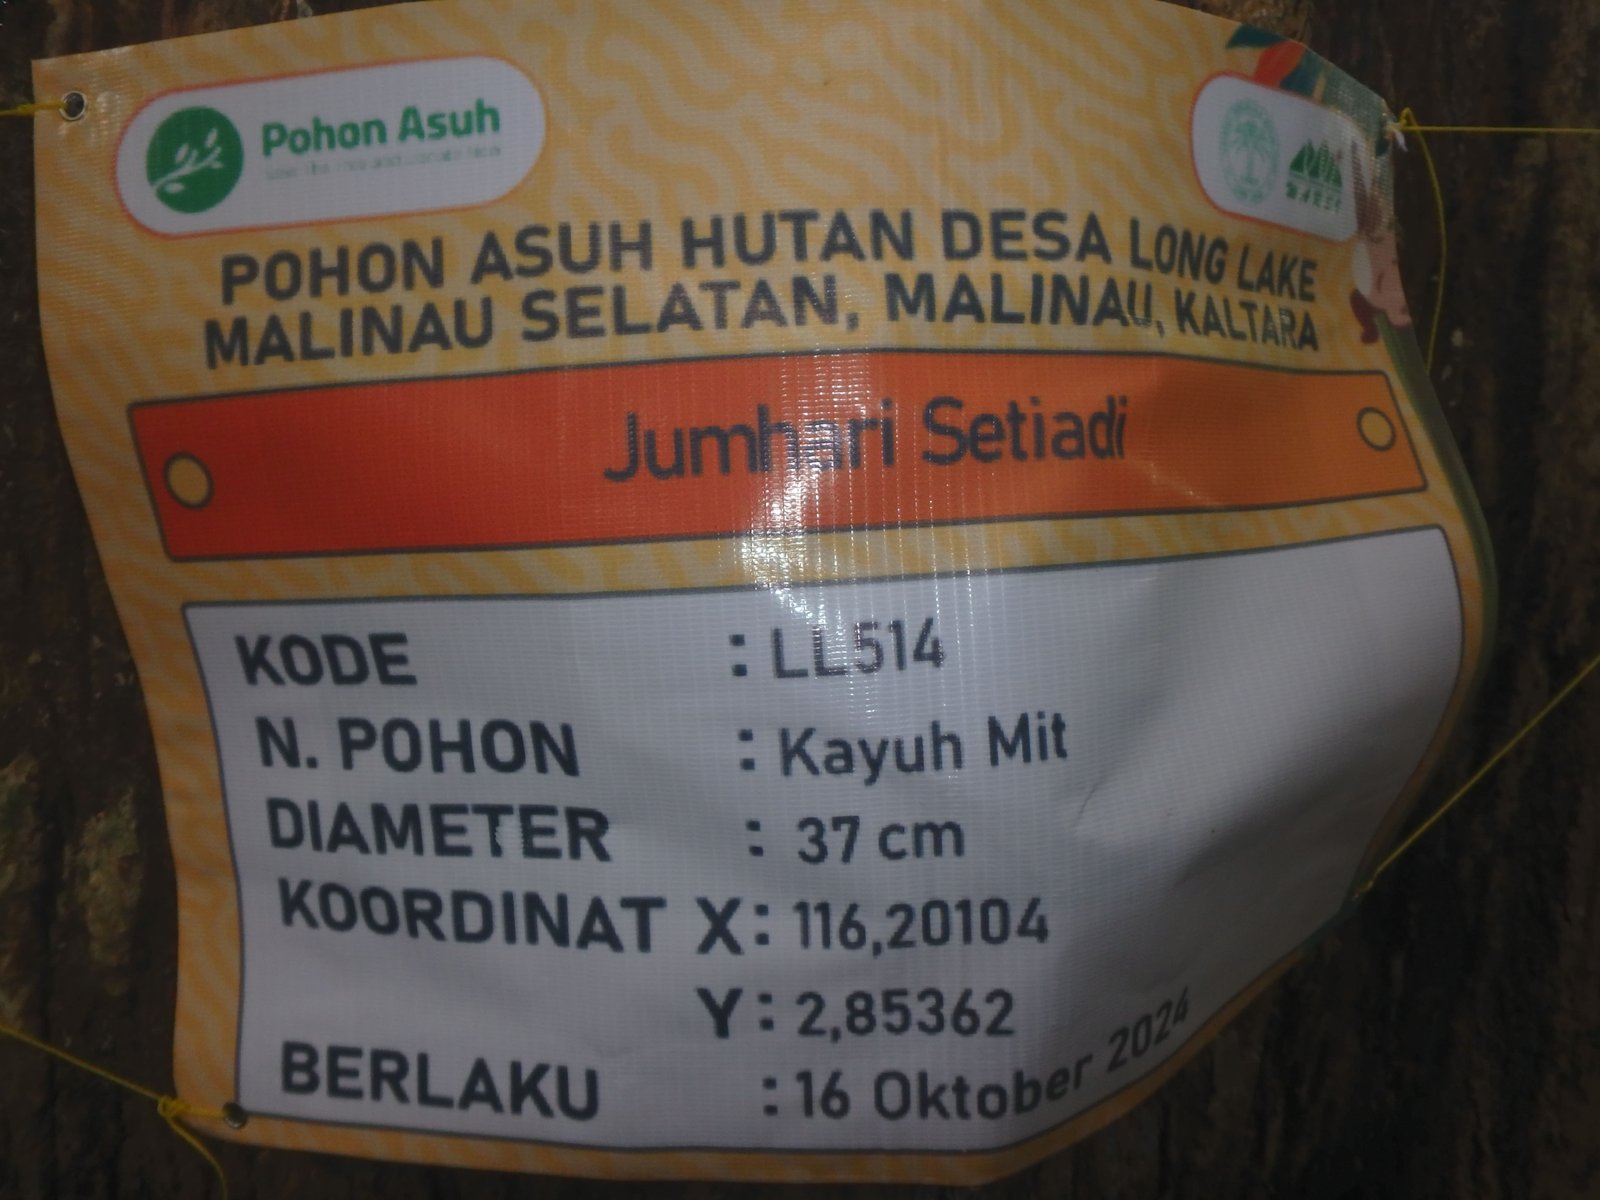 Pohon Asuh
POHON ASUH HUTAN DESA LONG LAKE
MALINAU SELATAN, MALINAU, KALTARA
Jumhari Setiadi
KODE : LL514
N. POHON : Kayuh Mit
DIAMETER : 37 cm
KOORDINAT X : 116,20104
Y : 2,85362
BERLAKU : 16 Oktober 2024